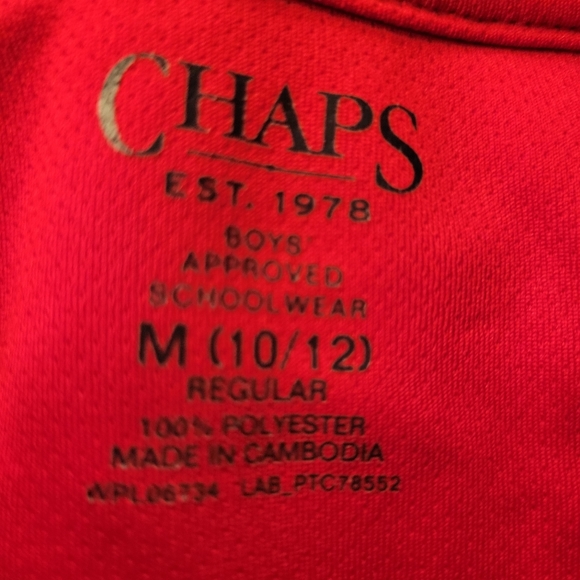 CHAPS
EST. 1978
BOYS'
APPROVED
SCHOOLWEAR
M (10/12)
REGULAR
100% POLYESTER
MADE IN CAMBODIA
LAB_PTC78552